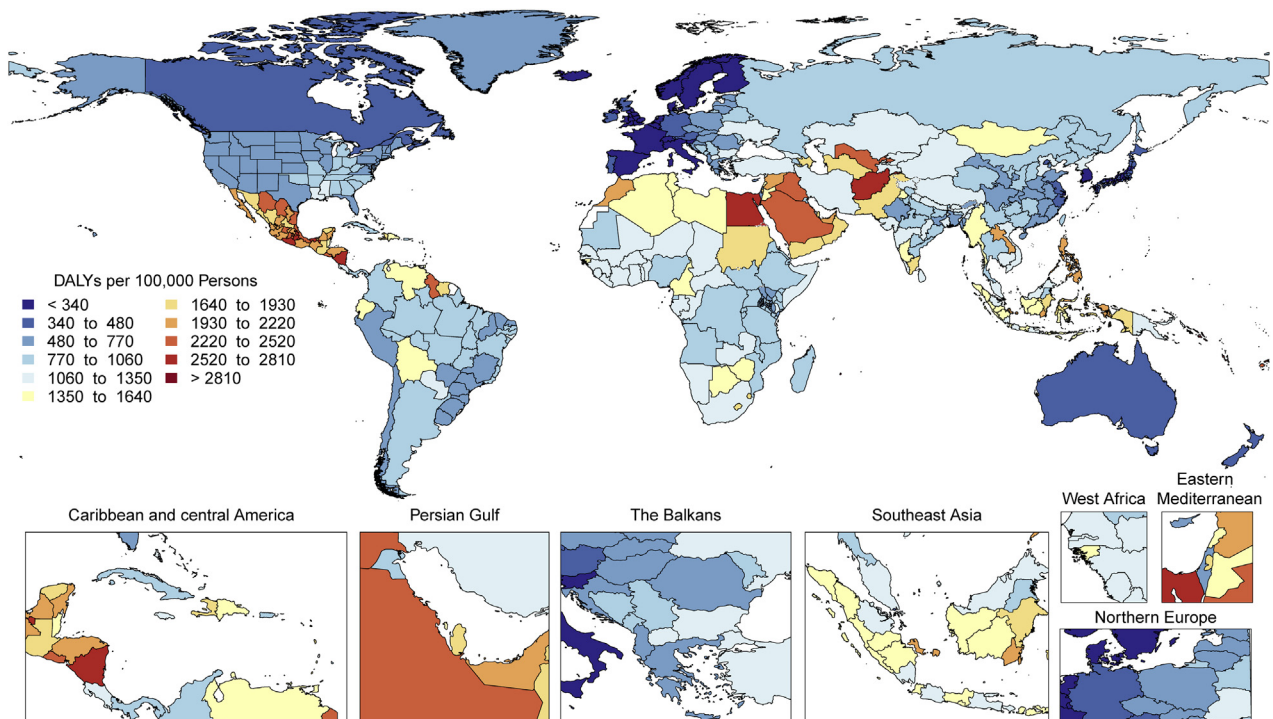 DALYs per 100,000 Persons
< 340
340 to 480
480 to 770
770 to 1060
1060 to 1350
1350 to 1640
1640 to 1930
1930 to 2220
2220 to 2520
2520 to 2810
> 2810
Caribbean and central America
Persian Gulf
The Balkans
Southeast Asia
West Africa
Eastern
Mediterranean
Northern Europe